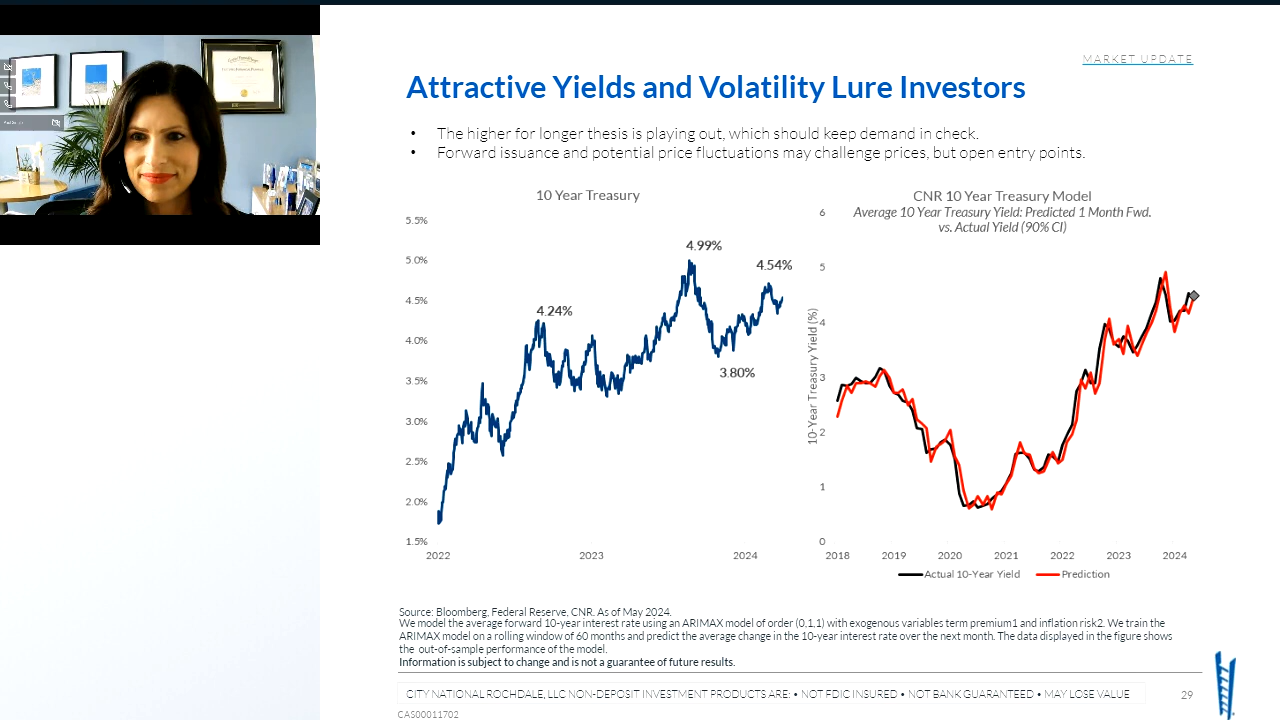 MARKET UPDATE
Attractive Yields and Volatility Lure Investors
• The higher for longer thesis is playing out, which should keep demand in check.
• Forward issuance and potential price fluctuations may challenge prices, but open entry points.
10 Year Treasury
5.5%
5.0%
4.5%
4.0%
3.5%
3.0%
2.5%
2.0%
1.5%
4.24%
4.99%
4.54%
3.80%
2022 2023 2024
CNR 10 Year Treasury Model
Average 10 Year Treasury Yield: Predicted 1 Month Fwd.
vs. Actual Yield (90% CI)
10-Year Treasury Yield (%)
6
5
4
3
2
1
0
2018 2019 2020 2021 2022 2023 2024
Actual 10-Year Yield Prediction
Source: Bloomberg, Federal Reserve, CNR. As of May 2024.
We model the average forward 10-year interest rate using an ARIMAX model of order (0,1,1) with exogenous variables term premium1 and inflation risk2. We train the
ARIMAX model on a rolling window of 60 months and predict the average change in the 10-year interest rate over the next month. The data displayed in the figure shows
the out-of-sample performance of the model.
Information is subject to change and is not a guarantee of future results.
CITY NATIONAL ROCHDALE, LLC NON-DEPOSIT INVESTMENT PRODUCTS ARE: • NOT FDIC INSURED • NOT BANK GUARANTEED • MAY LOSE VALUE
29
CAS00011702